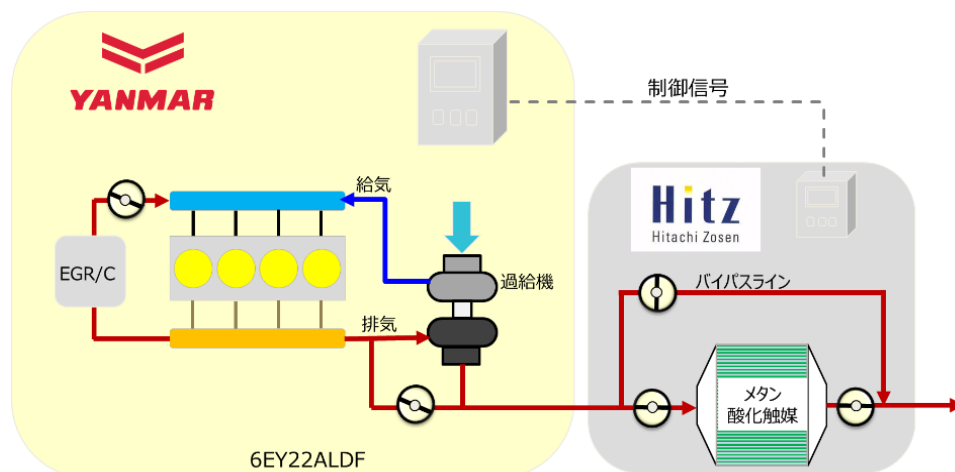 YANMAR
制御信号
Hitz
Hitachi Zosen
給気
EGR/C
過給機
バイパスライン
排気
メタン
酸化触媒
6EY22ALDF